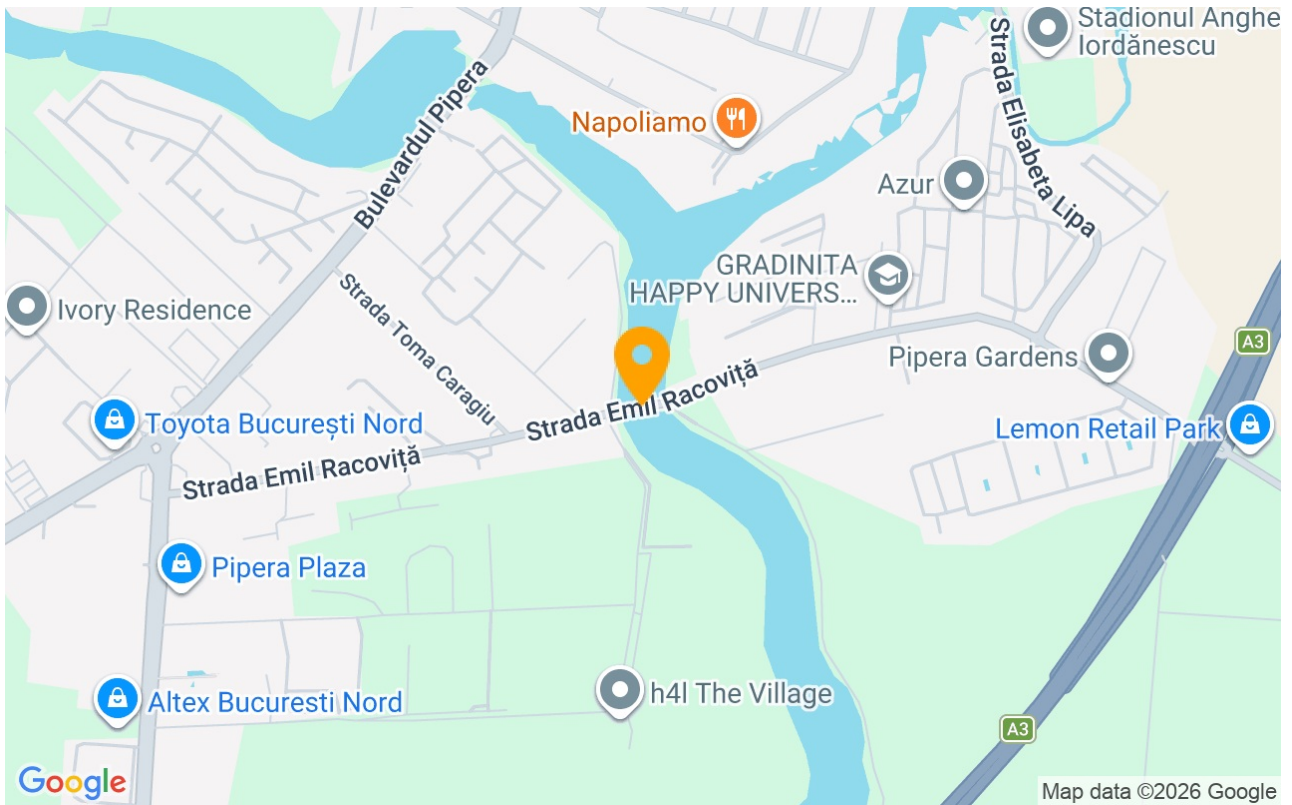 Stadionul Anghe
Iordănescu
Strada Elisabeta Lipa
Bulevardul Pipera
Napoliamo
Azur
GRADINITA
HAPPY UNIVERS...
Ivory Residence
Strada Toma Caragiu
A3
Pipera Gardens
Strada Emil Racoviță
Toyota București Nord
Lemon Retail Park
Strada Emil Racoviță
Pipera Plaza
h4l The Village
Altex Bucuresti Nord
A3
Google
Map data ©2026 Google